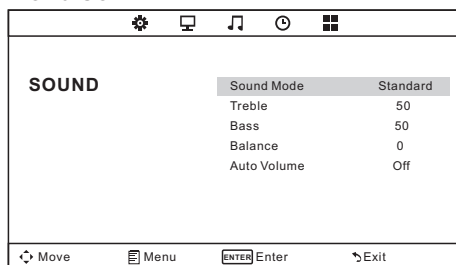 SOUND
Sound Mode Standard
Treble 50
Bass 50
Balance 0
Auto Volume Off
Move Menu ENTER Enter Exit